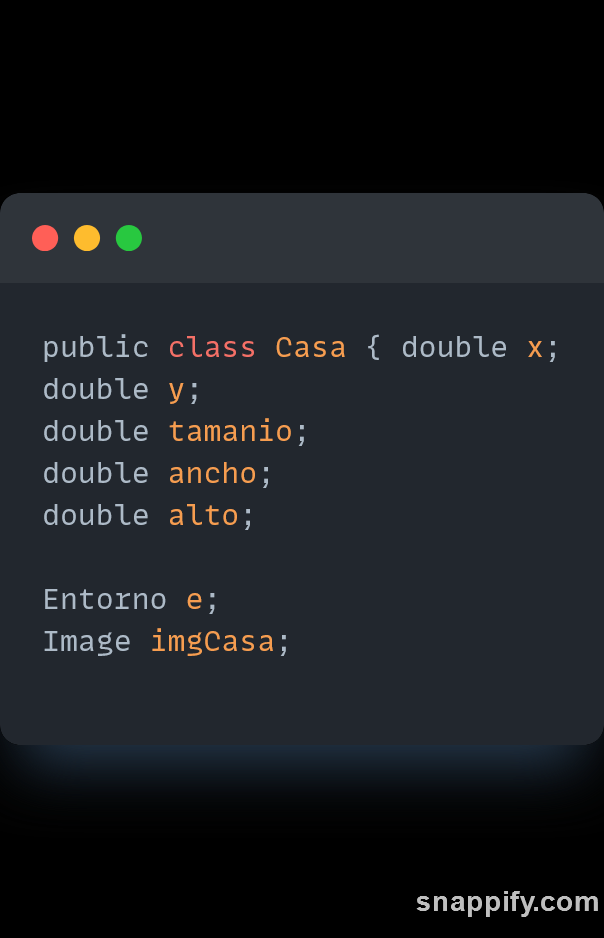 public class Casa { double x;
double y;
double tamanio;
double ancho;
double alto;
Entorno e;
Image imgCasa;
snappify.com